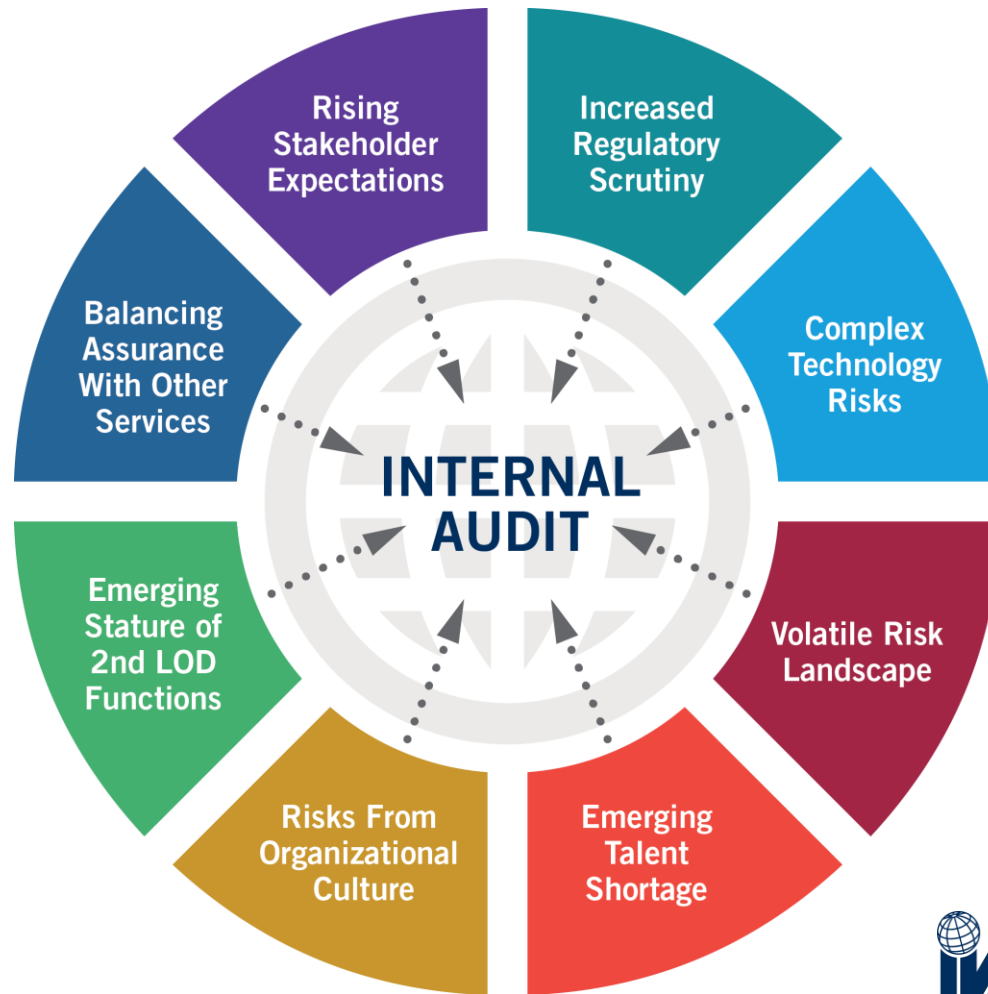 Rising
Stakeholder
Expectations
Increased
Regulatory
Scrutiny
Complex
Technology
Risks
Volatile Risk
Landscape
Emerging
Talent
Shortage
Risks From
Organizational
Culture
Emerging
Stature of
2nd LOD
Functions
Balancing
Assurance
With Other
Services
INTERNAL
AUDIT